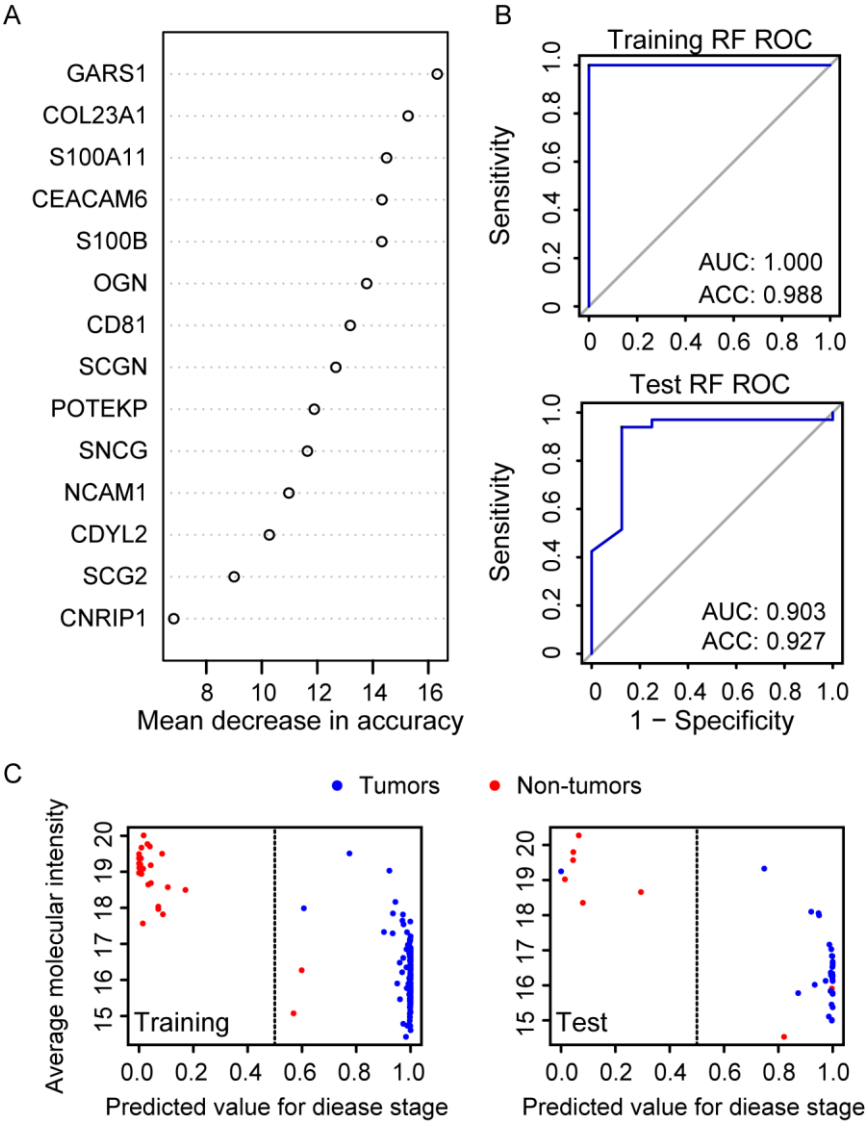 A
GARS1
COL23A1
S100A11
CEACAM6
S100B
OGN
CD81
SCGN
POTEKP
SNCG
NCAM1
CDYL2
SCG2
CNRIP1
8 10 12 14 16
Mean decrease in accuracy
B
Training RF ROC
Sensitivity
0 0.2 0.4 0.6 0.8 1.0
AUC: 1.000
ACC: 0.988
0 0.2 0.4 0.6 0.8 1.0
Test RF ROC
Sensitivity
0 0.2 0.4 0.6 0.8 1.0
AUC: 0.903
ACC: 0.927
0 0.2 0.4 0.6 0.8 1.0
1 − Specificity
C
Tumors Non-tumors
Average molecular intensity
15 16 17 18 19 20
Training
0.0 0.2 0.4 0.6 0.8 1.0
Predicted value for diease stage
15 16 17 18 19 20
Test
0.0 0.2 0.4 0.6 0.8 1.0
Predicted value for diease stage